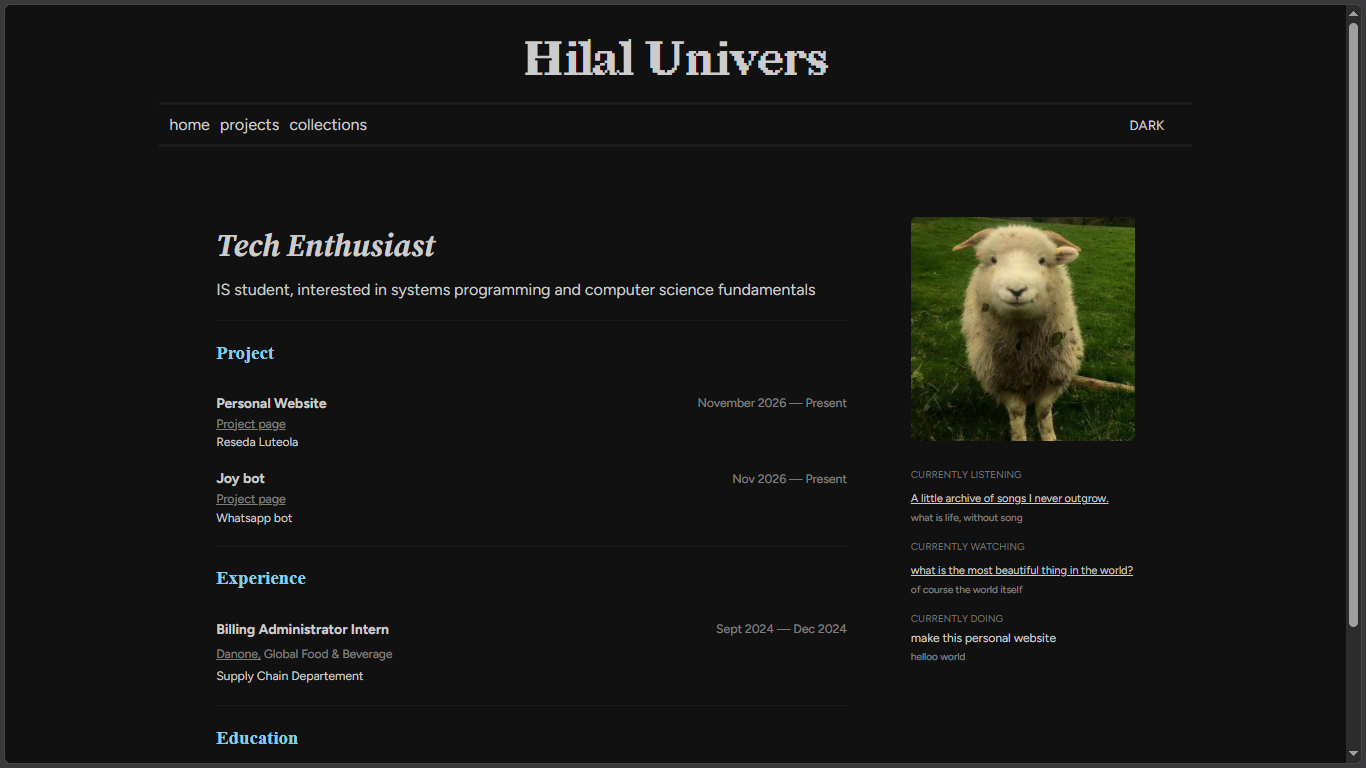 Hilal Univers
home projects collections DARK
Tech Enthusiast
IS student, interested in systems programming and computer science fundamentals
Project
Personal Website November 2026 — Present
Project page
Reseda Luteola
Joy bot Nov 2026 — Present
Project page
Whatsapp bot
Experience
Billing Administrator Intern Sept 2024 — Dec 2024
Danone, Global Food & Beverage
Supply Chain Departement
Education
CURRENTLY LISTENING
A little archive of songs I never outgrow.
what is life, without song
CURRENTLY WATCHING
what is the most beautiful thing in the world?
of course the world itself
CURRENTLY DOING
make this personal website
helloo world